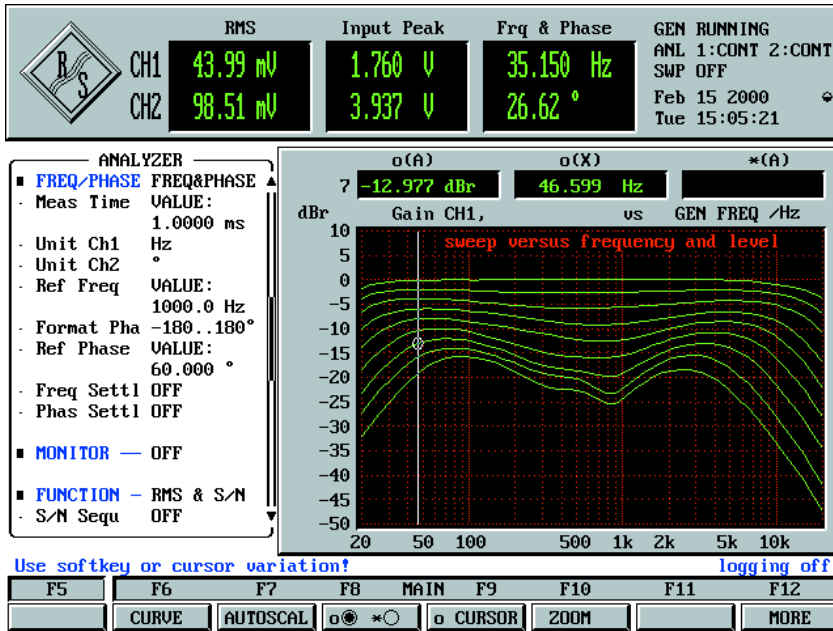 RMS Input Peak Frq & Phase
R S
CH1 43.99 mV 1.760 V 35.150 Hz
CH2 98.51 mV 3.937 V 26.62 °
GEN RUNNING
ANL 1:CONT 2:CONT
SWP OFF
Feb 15 2000
Tue 15:05:21
ANALYZER
FREQ/PHASE FREQ&PHASE
Meas Time VALUE:
1.0000 ms
Unit Ch1 Hz
Unit Ch2 °
Ref Freq VALUE:
1000.0 Hz
Format Pha -180..180°
Ref Phase VALUE:
60.000 °
Freq Settl OFF
Phas Settl OFF
MONITOR — OFF
FUNCTION - RMS & S/N
S/N Sequ OFF
o(A) o(X) *(A)
7 -12.977 dBr 46.599 Hz
dBr Gain CH1, vs GEN FREQ /Hz
sweep versus frequency and level
10
5
0
-5
-10
-15
-20
-25
-30
-35
-40
-45
-50
20 50 100 500 1k 2k 5k 10k
Use softkey or cursor variation! logging off
F5 F6 F7 F8 MAIN F9 F10 F11 F12
CURVE AUTOSCAL o *o o CURSOR ZOOM MORE